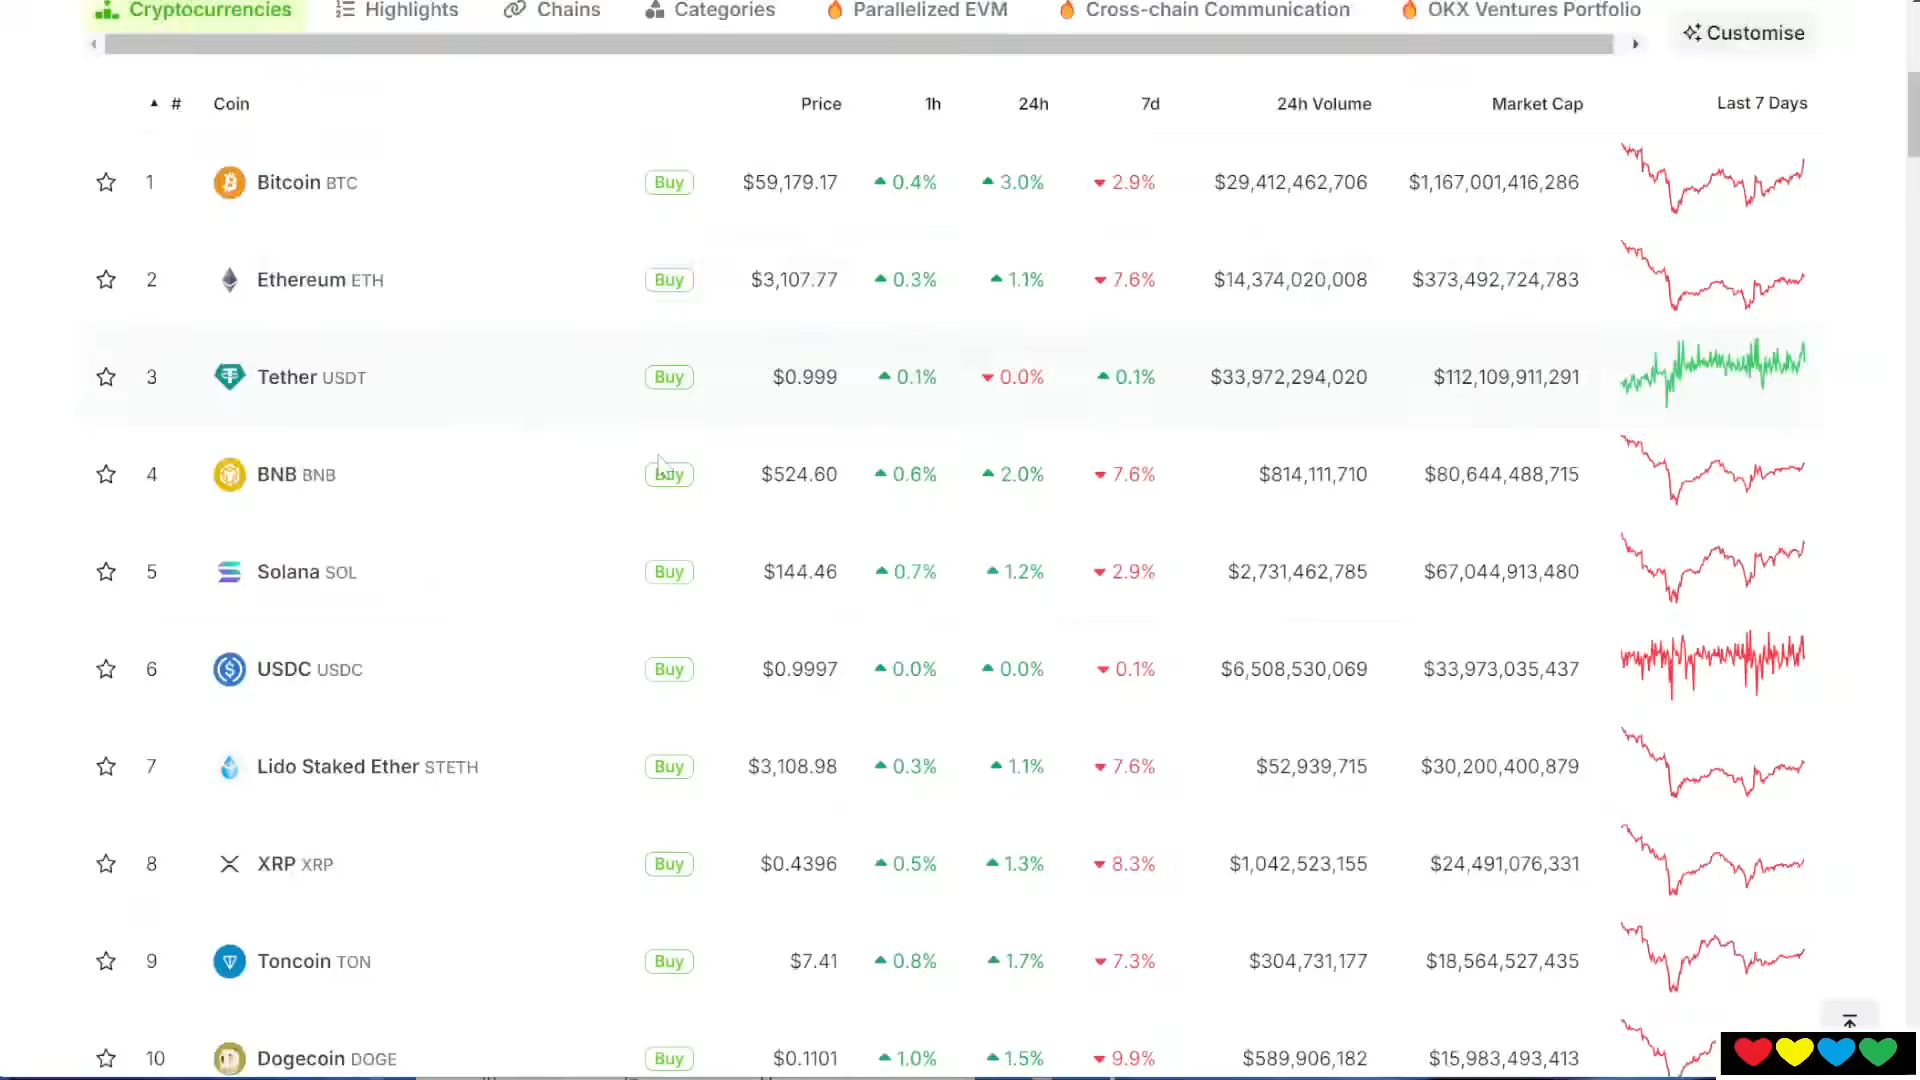 Cryptocurrencies Highlights Chains Categories Parallelized EVM Cross-chain Communication OKX Ventures Portfolio
Customise
# Coin Price 1h 24h 7d 24h Volume Market Cap Last 7 Days
1 Bitcoin BTC Buy $59,179.17 0.4% 3.0% 2.9% $29,412,462,706 $1,167,001,416,286
2 Ethereum ETH Buy $3,107.77 0.3% 1.1% 7.6% $14,374,020,008 $373,492,724,783
3 Tether USDT Buy $0.999 0.1% 0.0% 0.1% $33,972,294,020 $112,109,911,291
4 BNB BNB Buy $524.60 0.6% 2.0% 7.6% $814,111,710 $80,644,488,715
5 Solana SOL Buy $144.46 0.7% 1.2% 2.9% $2,731,462,785 $67,044,913,480
6 USDC USDC Buy $0.9997 0.0% 0.0% 0.1% $6,508,530,069 $33,973,035,437
7 Lido Staked Ether STETH Buy $3,108.98 0.3% 1.1% 7.6% $52,939,715 $30,200,400,879
8 XRP XRP Buy $0.4396 0.5% 1.3% 8.3% $1,042,523,155 $24,491,076,331
9 Toncoin TON Buy $7.41 0.8% 1.7% 7.3% $304,731,177 $18,564,527,435
10 Dogecoin DOGE Buy $0.1101 1.0% 1.5% 9.9% $589,906,182 $15,983,493,413